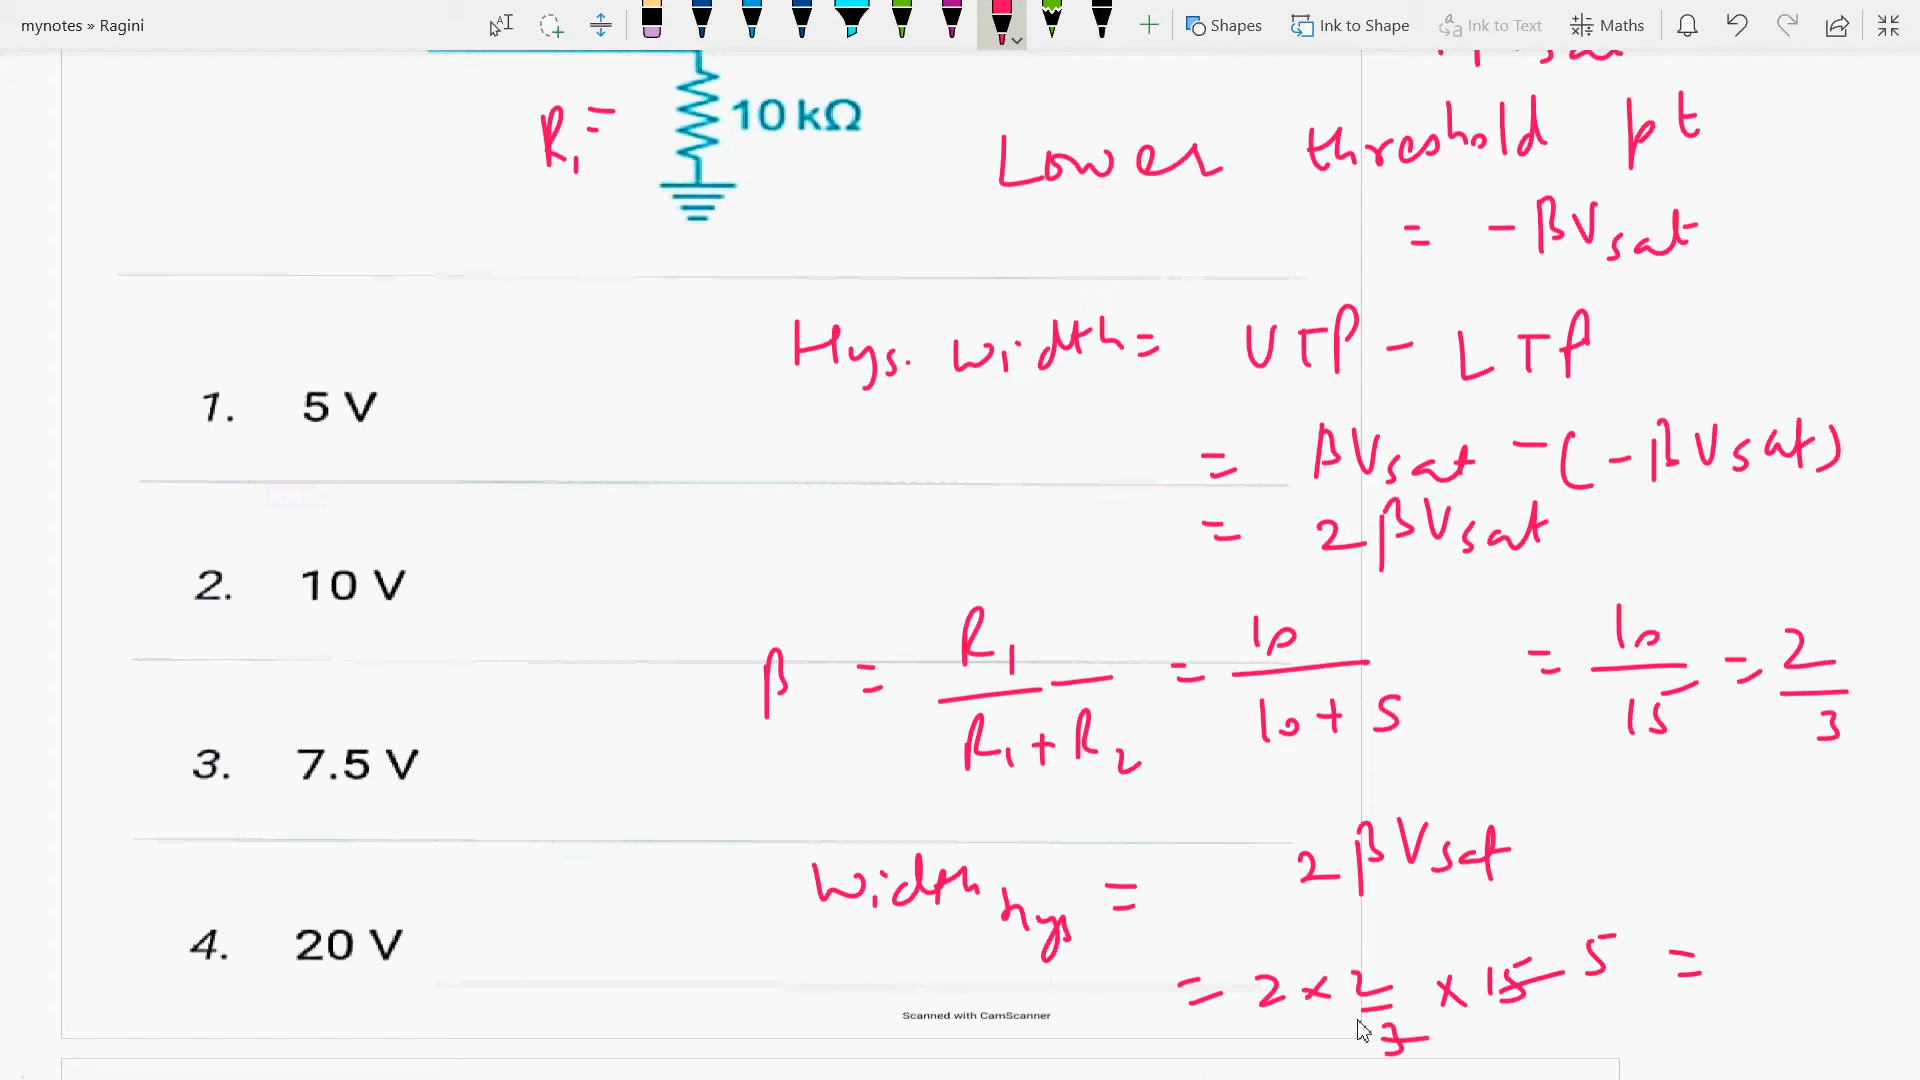 mynotes » Ragini
Shapes
Ink to Shape
Ink to Text
Maths
R1 =
10 kΩ
Lower threshold pt
= - βVsat
Hys. width = UTP - LTP
1. 5 V
= βVsat - (- βVsat)
= 2βVsat
2. 10 V
β = R1 / R1 + R2 = 10 / 10 + 5 = 10 / 15 = 2 / 3
3. 7.5 V
Width hys = 2βVsat
4. 20 V
= 2 × 2/3 × 15 5 =
Scanned with CamScanner